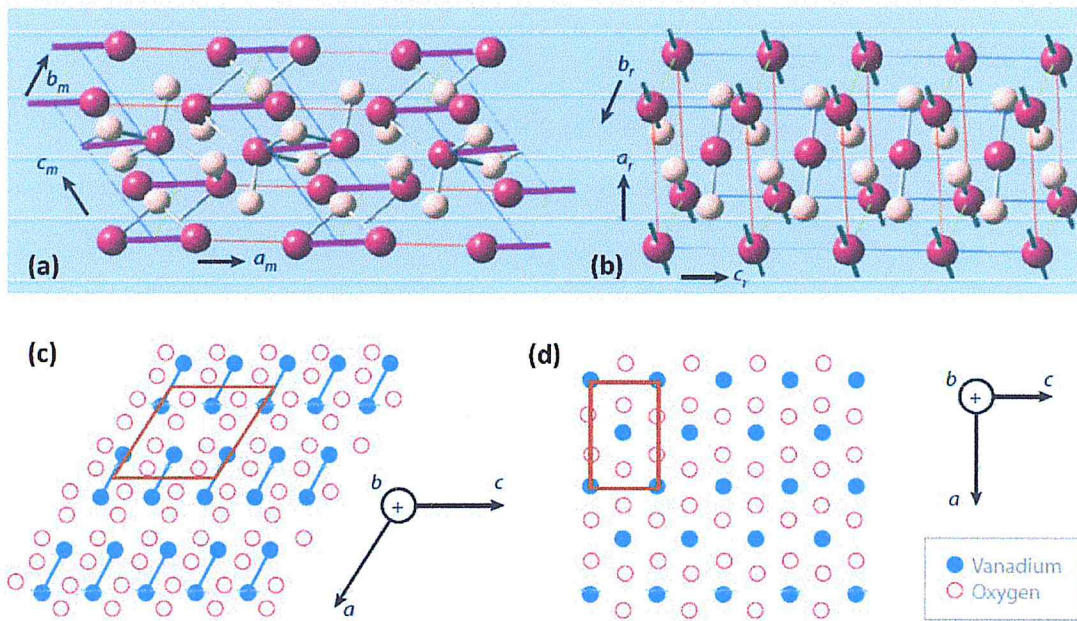 b_m
c_m
(a)
a_m
b_r
a_r
(b)
c_r
(c)
b
c
a
(d)
b
c
a
Vanadium
Oxygen